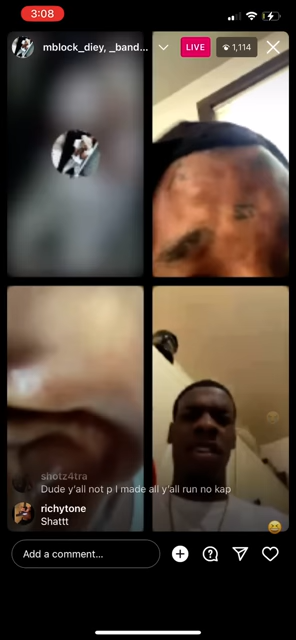 3:08
mblock_diey, _band...
LIVE
1,114
shotz4tra
Dude y'all not p I made all y'all run no kap
richytone
Shattt
Add a comment...